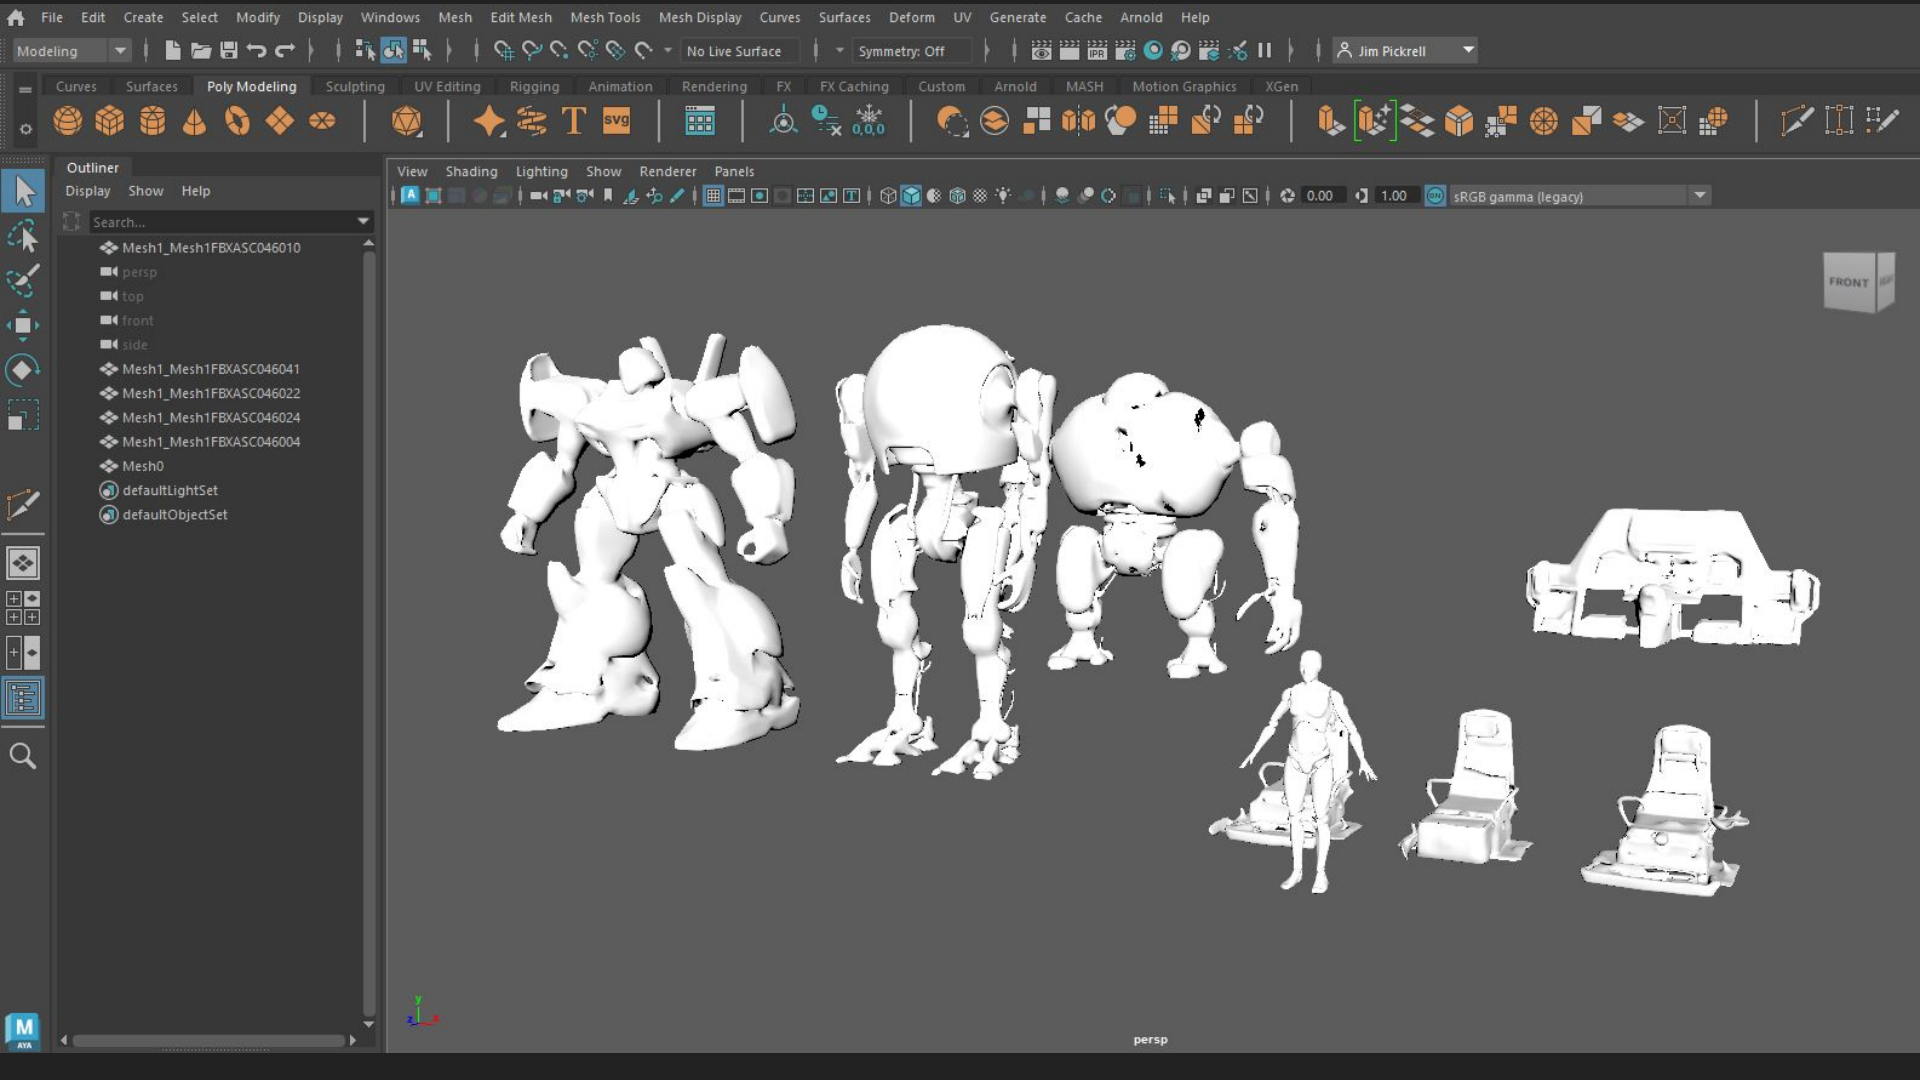 File Edit Create Select Modify Display Windows Mesh Edit Mesh Mesh Tools Mesh Display Curves Surfaces Deform UV Generate Cache Arnold Help
Modeling No Live Surface Symmetry: Off IPR Jim Pickrell
Curves Surfaces Poly Modeling Sculpting UV Editing Rigging Animation Rendering FX FX Caching Custom Arnold MASH Motion Graphics XGen
T svg 0,0,0
Outliner
Display Show Help
Search...
Mesh1_Mesh1FBXASC046010
persp
top
front
side
Mesh1_Mesh1FBXASC046041
Mesh1_Mesh1FBXASC046022
Mesh1_Mesh1FBXASC046024
Mesh1_Mesh1FBXASC046004
Mesh0
defaultLightSet
defaultObjectSet
View Shading Lighting Show Renderer Panels
A T 0.00 1.00 ON sRGB gamma (legacy)
FRONT
y
z x
persp
M
AYA